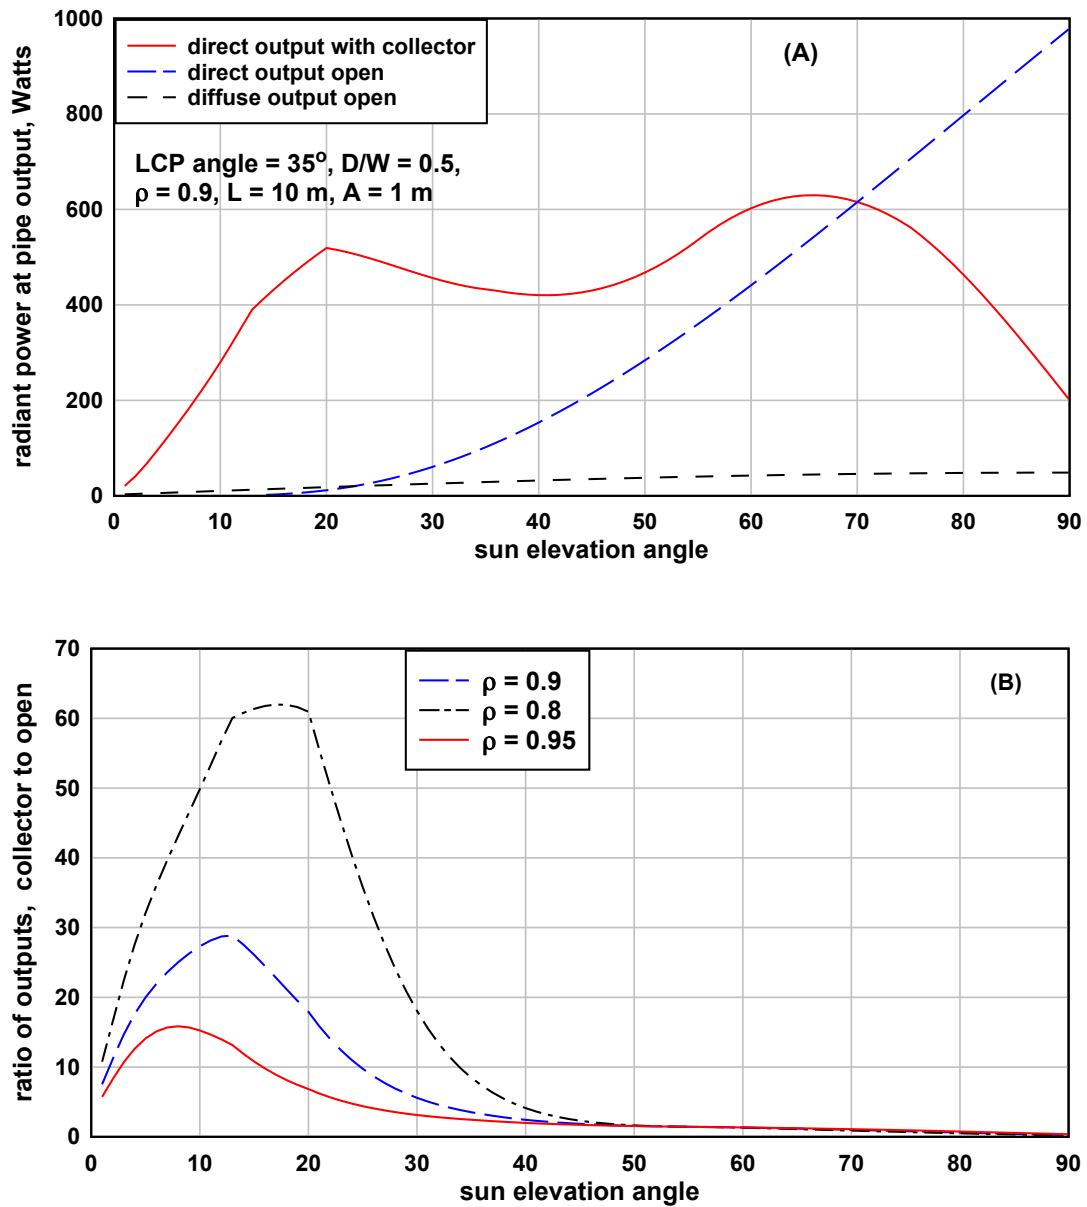 1000
800
600
400
200
0
radiant power at pipe output, Watts
direct output with collector
direct output open
diffuse output open
(A)
LCP angle = 35º, D/W = 0.5,
ρ = 0.9, L = 10 m, A = 1 m
0 10 20 30 40 50 60 70 80 90
sun elevation angle
70
60
50
40
30
20
10
0
ratio of outputs, collector to open
ρ = 0.9
ρ = 0.8
ρ = 0.95
(B)
0 10 20 30 40 50 60 70 80 90
sun elevation angle